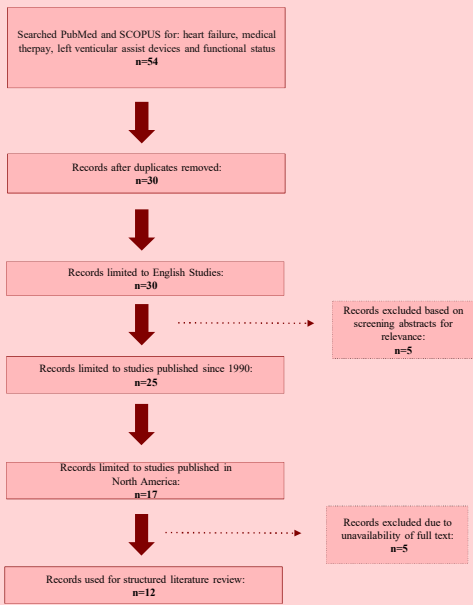 Searched PubMed and SCOPUS for: heart failure, medical
therpay, left venticular assist devices and functional status
n=54
Records after duplicates removed:
n=30
Records limited to English Studies:
n=30
Records excluded based on
screening abstracts for
relevance:
n=5
Records limited to studies published since 1990:
n=25
Records limited to studies published in
North America:
n=17
Records excluded due to
unavailability of full text:
n=5
Records used for structured literature review:
n=12